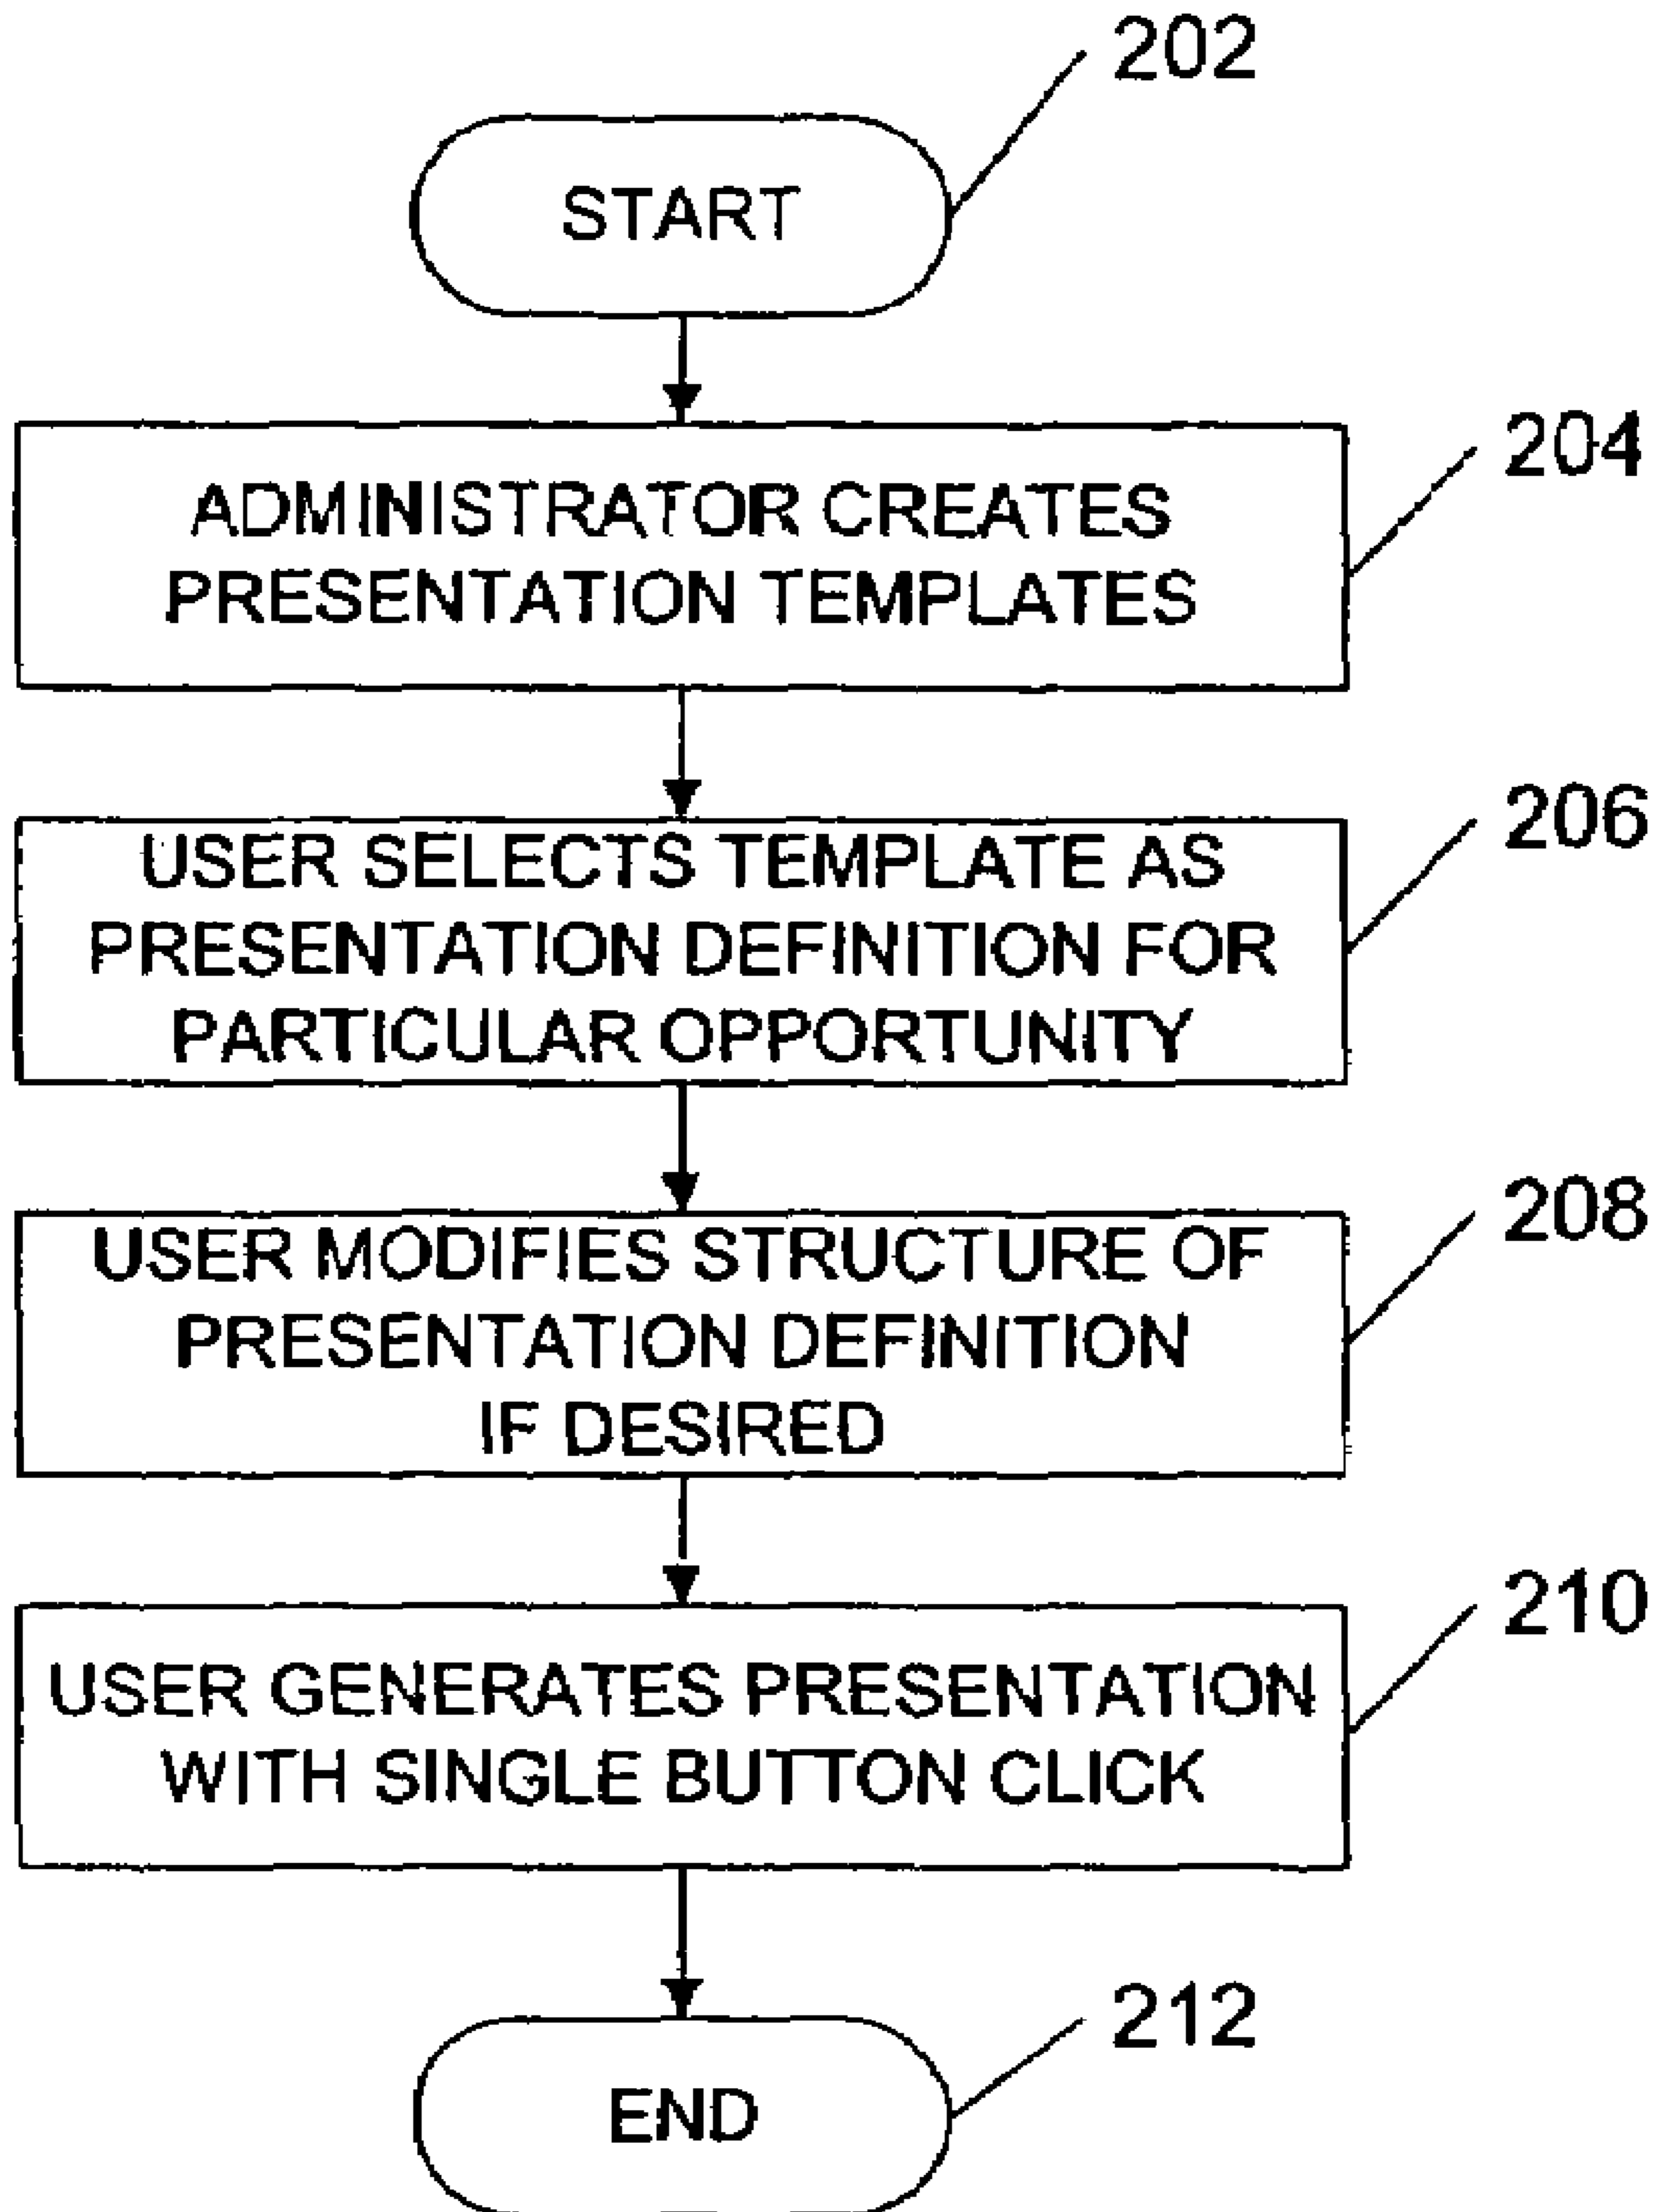 202
START
204
ADMINISTRATOR CREATES
PRESENTATION TEMPLATES
206
USER SELECTS TEMPLATE AS
PRESENTATION DEFINITION FOR
PARTICULAR OPPORTUNITY
208
USER MODIFIES STRUCTURE OF
PRESENTATION DEFINITION
IF DESIRED
210
USER GENERATES PRESENTATION
WITH SINGLE BUTTON CLICK
212
END